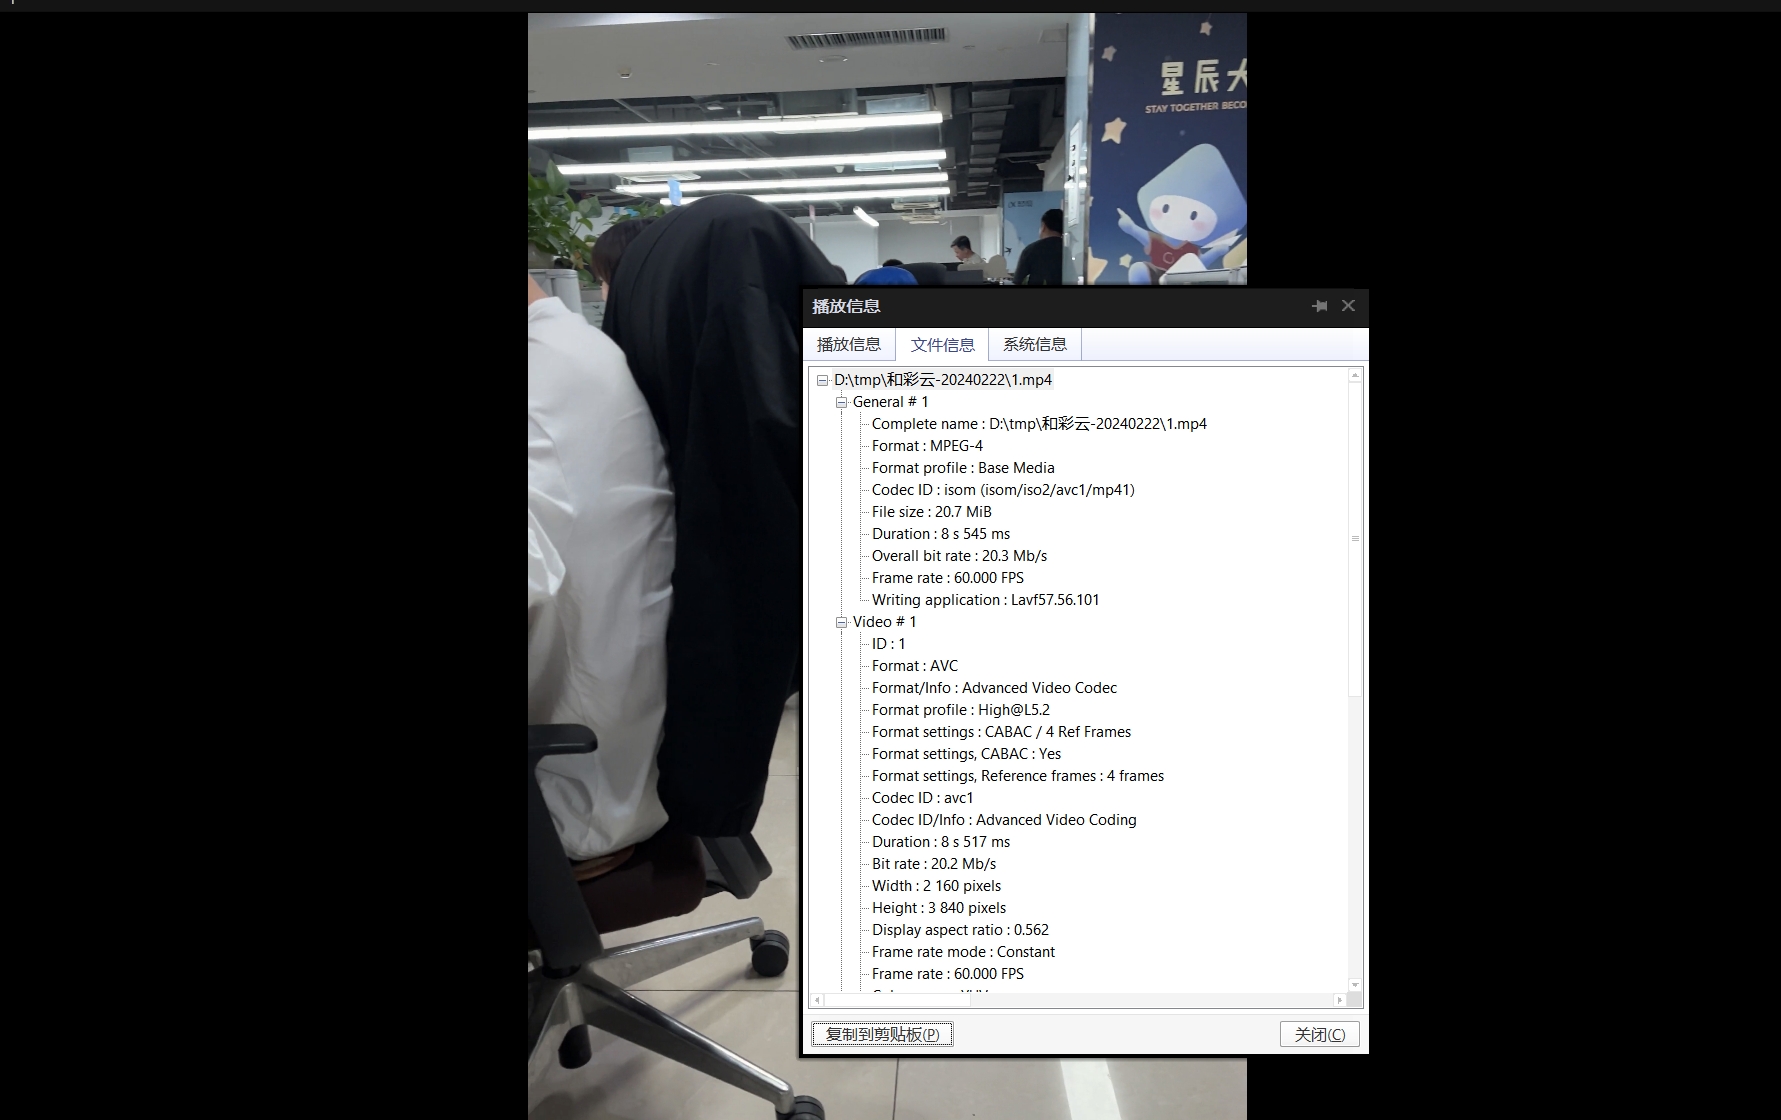 星辰大
STAY TOGETHER BECO
播放信息
播放信息
文件信息
系统信息
D:\tmp\和彩云-20240222\1.mp4
General # 1
Complete name : D:\tmp\和彩云-20240222\1.mp4
Format : MPEG-4
Format profile : Base Media
Codec ID : isom (isom/iso2/avc1/mp41)
File size : 20.7 MiB
Duration : 8 s 545 ms
Overall bit rate : 20.3 Mb/s
Frame rate : 60.000 FPS
Writing application : Lavf57.56.101
Video # 1
ID : 1
Format : AVC
Format/Info : Advanced Video Codec
Format profile : High@L5.2
Format settings : CABAC / 4 Ref Frames
Format settings, CABAC : Yes
Format settings, Reference frames : 4 frames
Codec ID : avc1
Codec ID/Info : Advanced Video Coding
Duration : 8 s 517 ms
Bit rate : 20.2 Mb/s
Width : 2 160 pixels
Height : 3 840 pixels
Display aspect ratio : 0.562
Frame rate mode : Constant
Frame rate : 60.000 FPS
复制到剪贴板(P)
关闭(C)